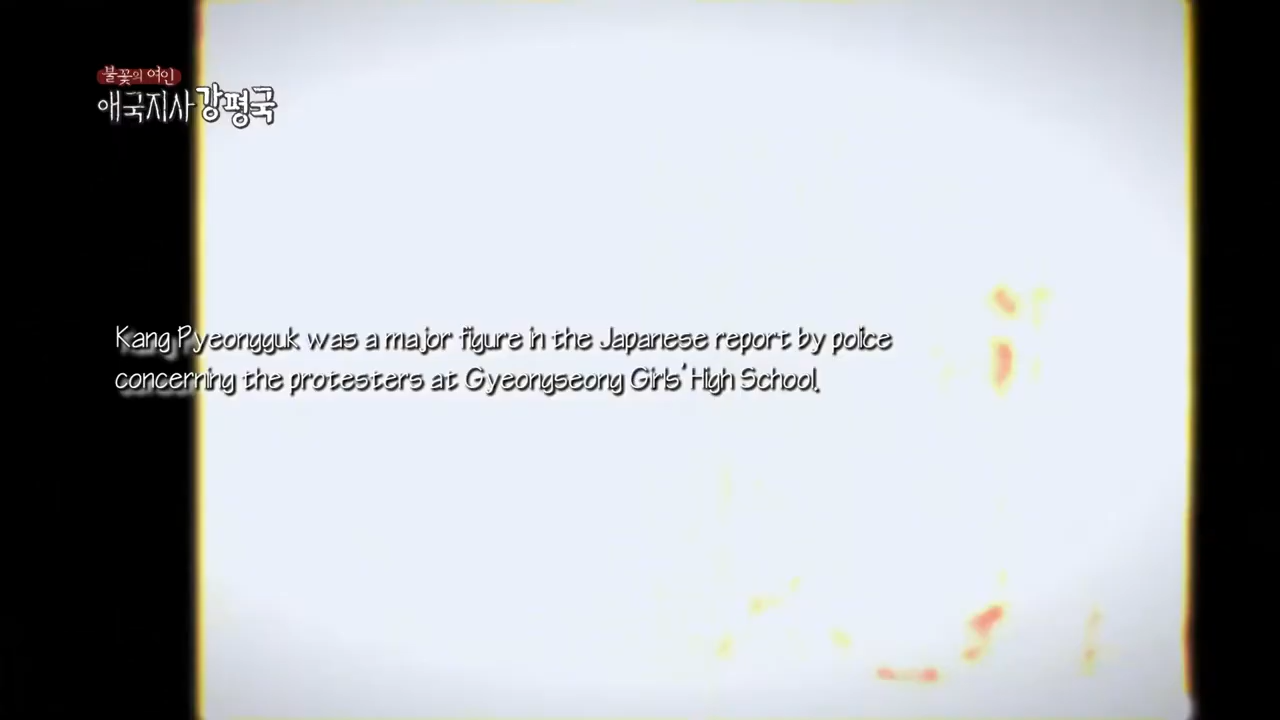 불꽃의 여인
애국지사 강평국
Kang Pyeongguk was a major figure in the Japanese report by police
concerning the protesters at Gyeongseong Girls' High School.